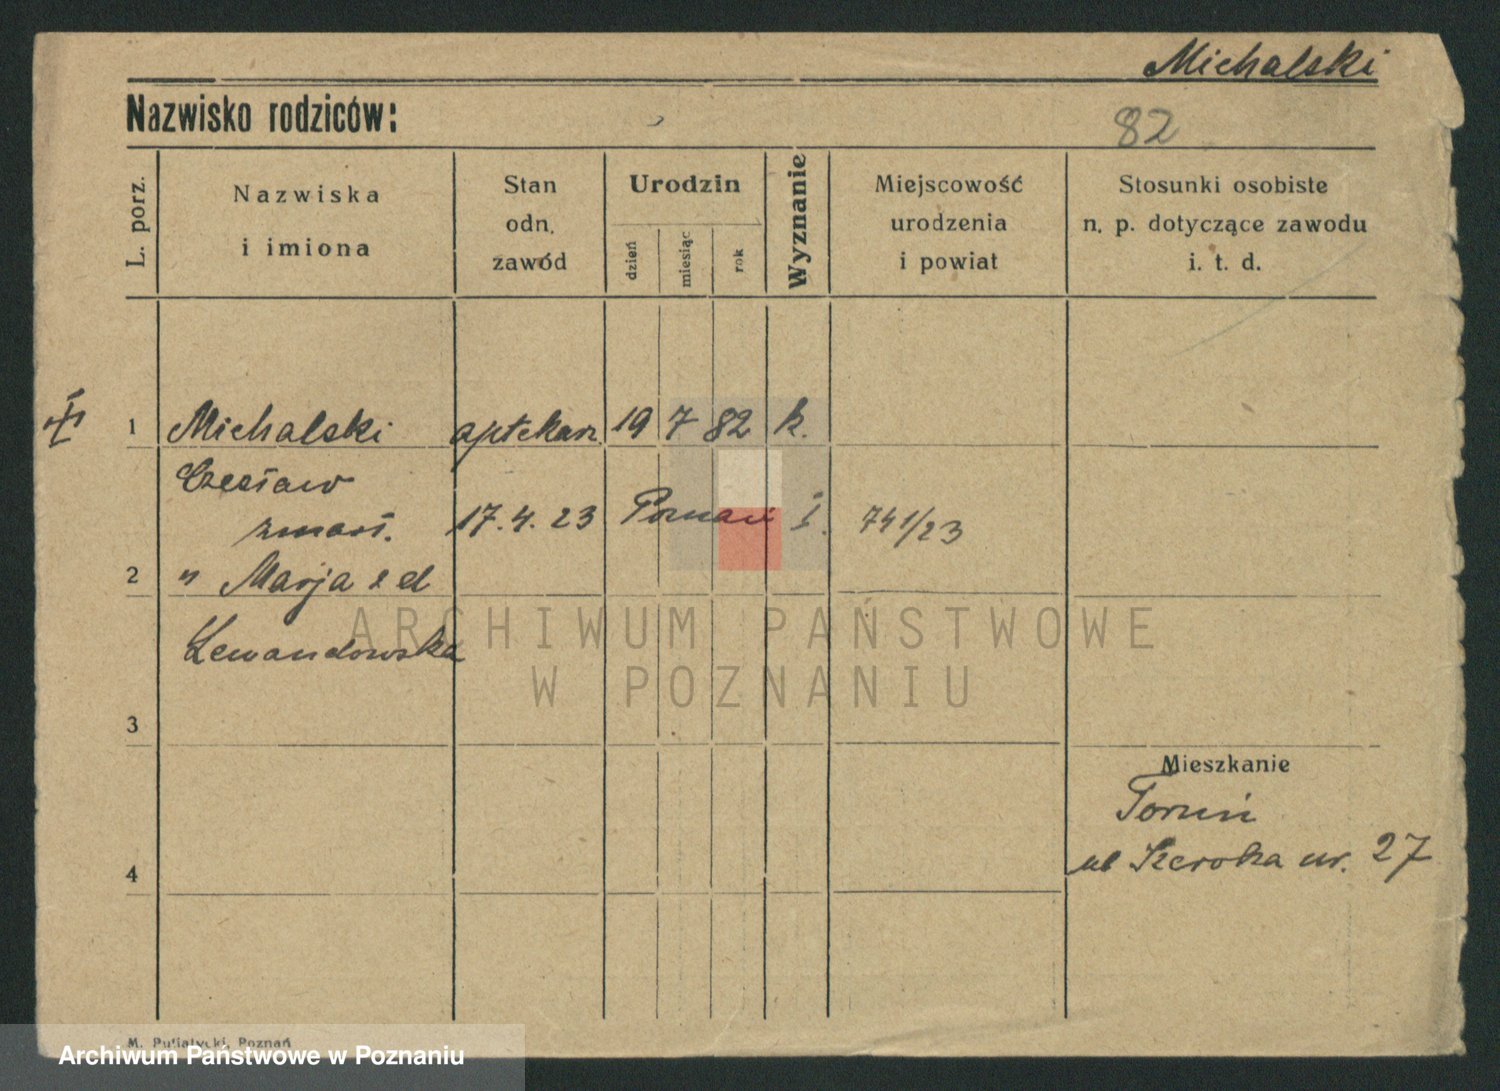 Michalski
Nazwisko rodziców:
82
L. porz.
Nazwiska
i imiona
Stan
odn.
zawód
Urodzin
dzień
miesiąc
rok
Wyznanie
Miejscowość
urodzenia
i powiat
Stosunki osobiste
n. p. dotyczące zawodu
i. t. d.
1 Michalski aptekarz 19 7 82 k.
Czesław
zmarł. 17.4.23 Poznań I. 741/23
2 " Marja z d
Lewandowska
ARCHIWUM PAŃSTWOWE
W POZNANIU
3
Mieszkanie
Toruń
ul Szeroka nr. 27
4
M. Putiatycki, Poznań
Archiwum Państwowe w Poznaniu